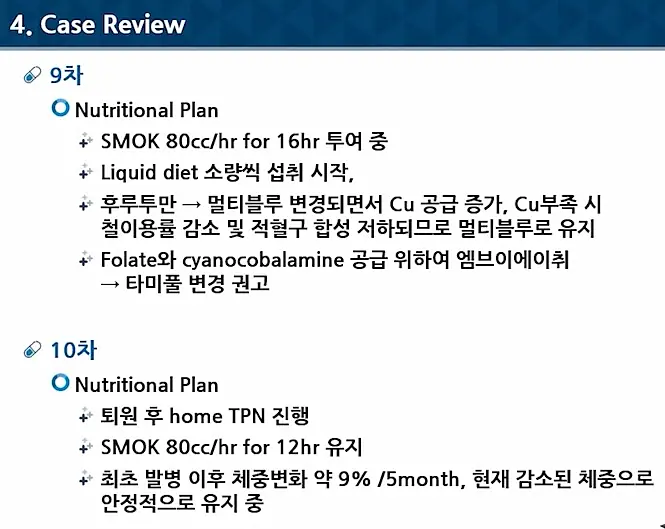 4. Case Review
9차
Nutritional Plan
SMOK 80cc/hr for 16hr 투여 중
Liquid diet 소량씩 섭취 시작,
후루투만 → 멀티블루 변경되면서 Cu 공급 증가, Cu부족 시
철이용률 감소 및 적혈구 합성 저하되므로 멀티블루로 유지
Folate와 cyanocobalamine 공급 위하여 엠브이에이취
→ 타미풀 변경 권고
10차
Nutritional Plan
퇴원 후 home TPN 진행
SMOK 80cc/hr for 12hr 유지
최초 발병 이후 체중변화 약 9% /5month, 현재 감소된 체중으로
안정적으로 유지 중